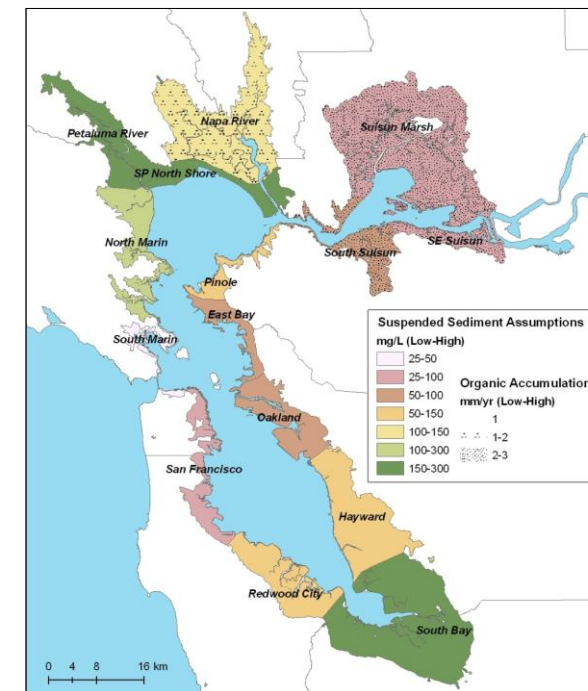 Petaluma River
Napa River
Suisun Marsh
SP North Shore
North Marin
SE Suisun
South Suisun
Pinole
East Bay
South Marin
Oakland
San Francisco
Hayward
Redwood City
South Bay
Suspended Sediment Assumptions
mg/L (Low-High)
25-50
25-100
50-100
50-150
100-150
100-300
150-300
Organic Accumulation
mm/yr (Low-High)
1
1-2
2-3
0 4 8 16 km